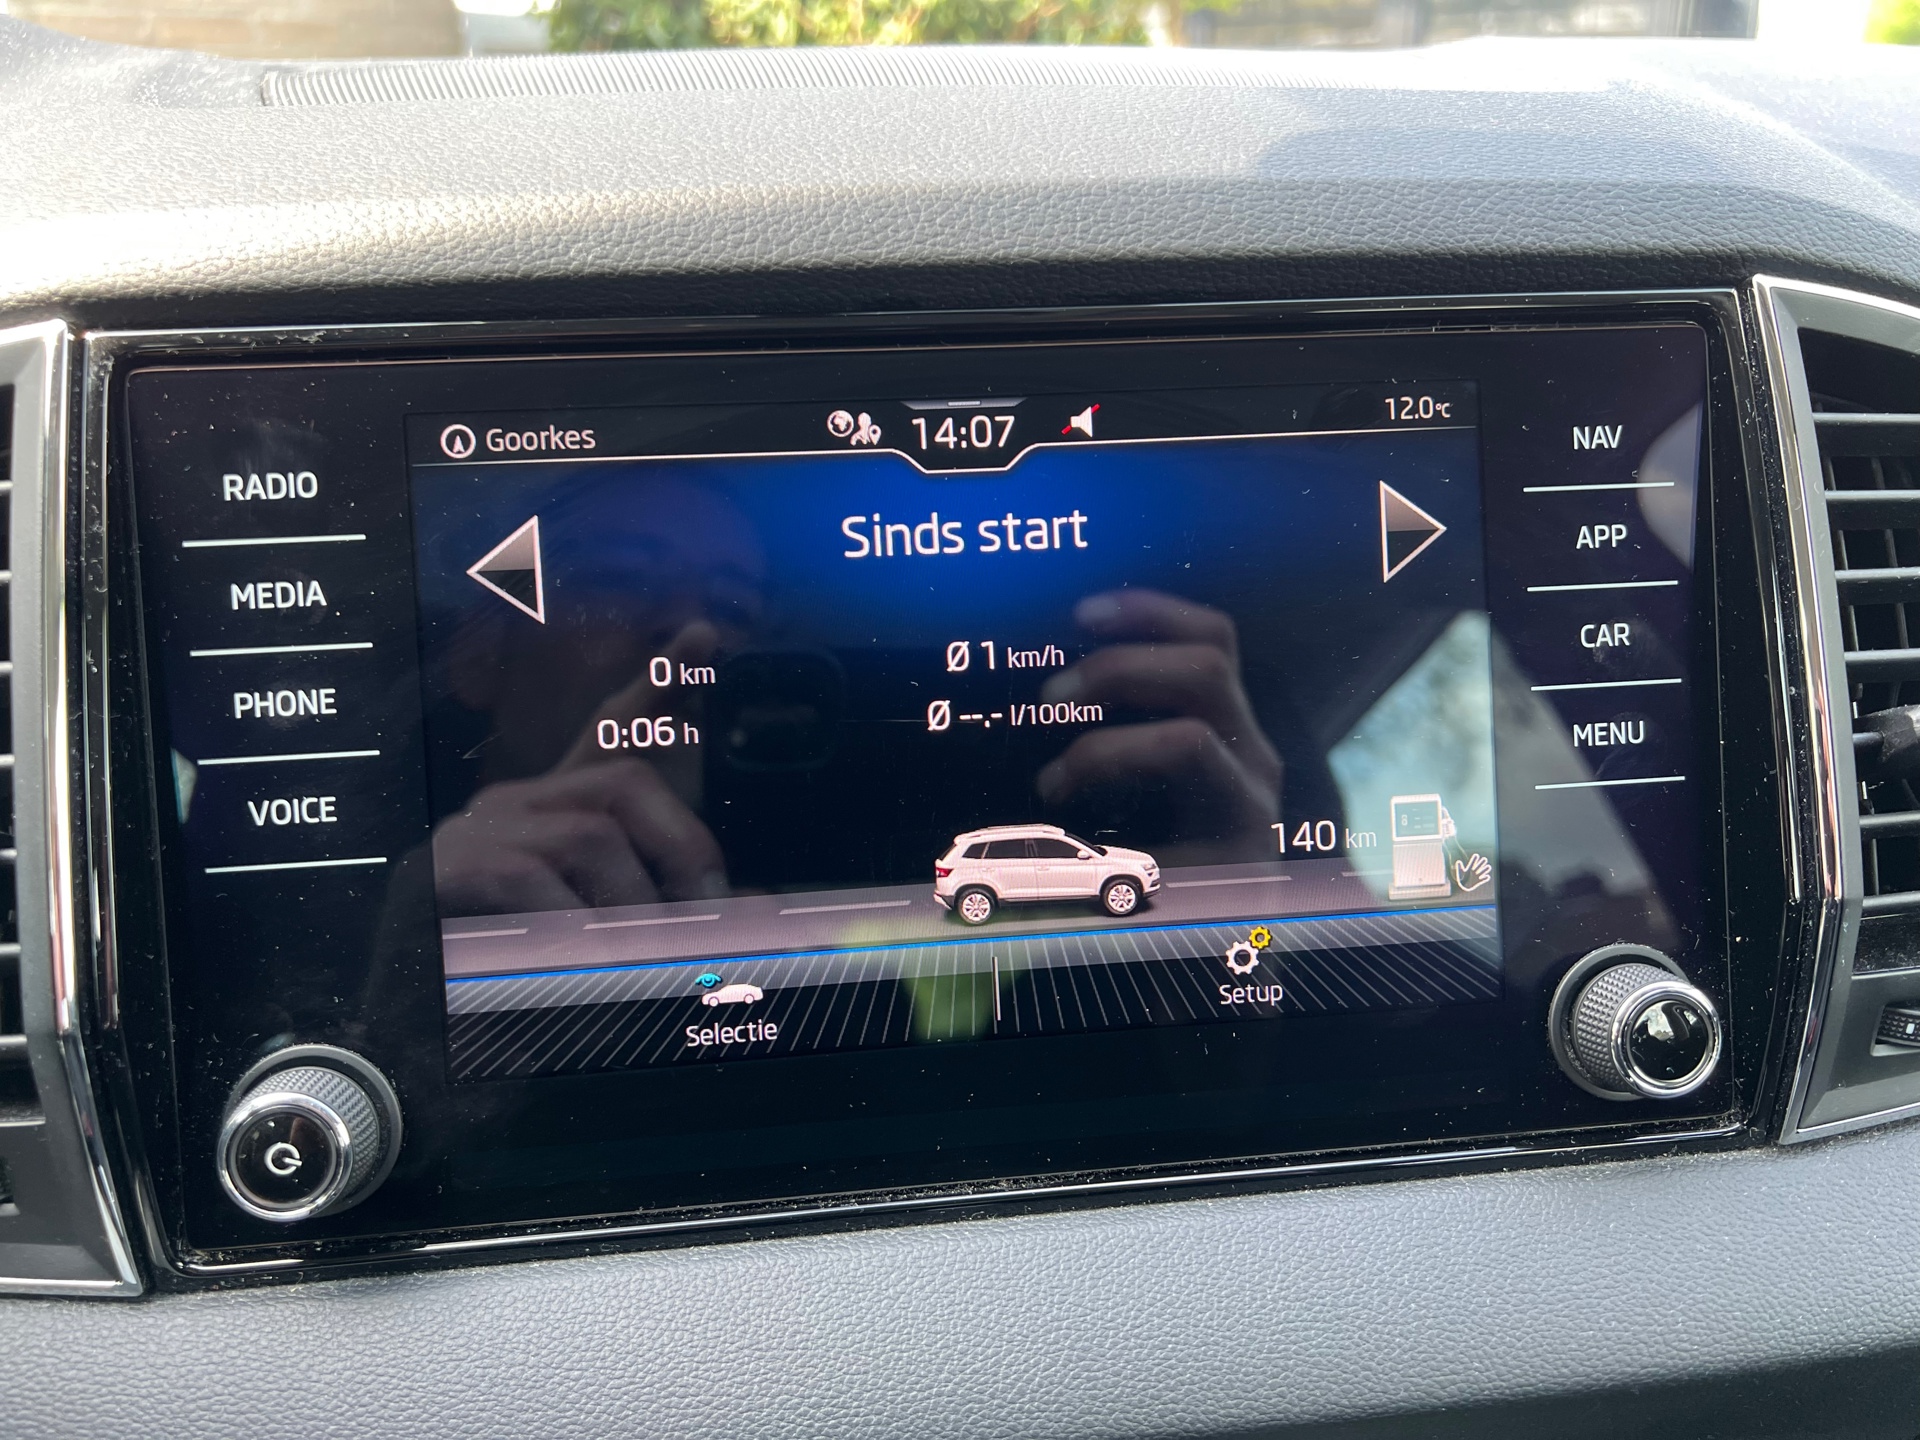 Goorkes
14:07
12.0°C
RADIO
MEDIA
PHONE
VOICE
Sinds start
0 km
0:06 h
Ø 1 km/h
Ø --.- l/100km
140 km
Selectie
Setup
NAV
APP
CAR
MENU